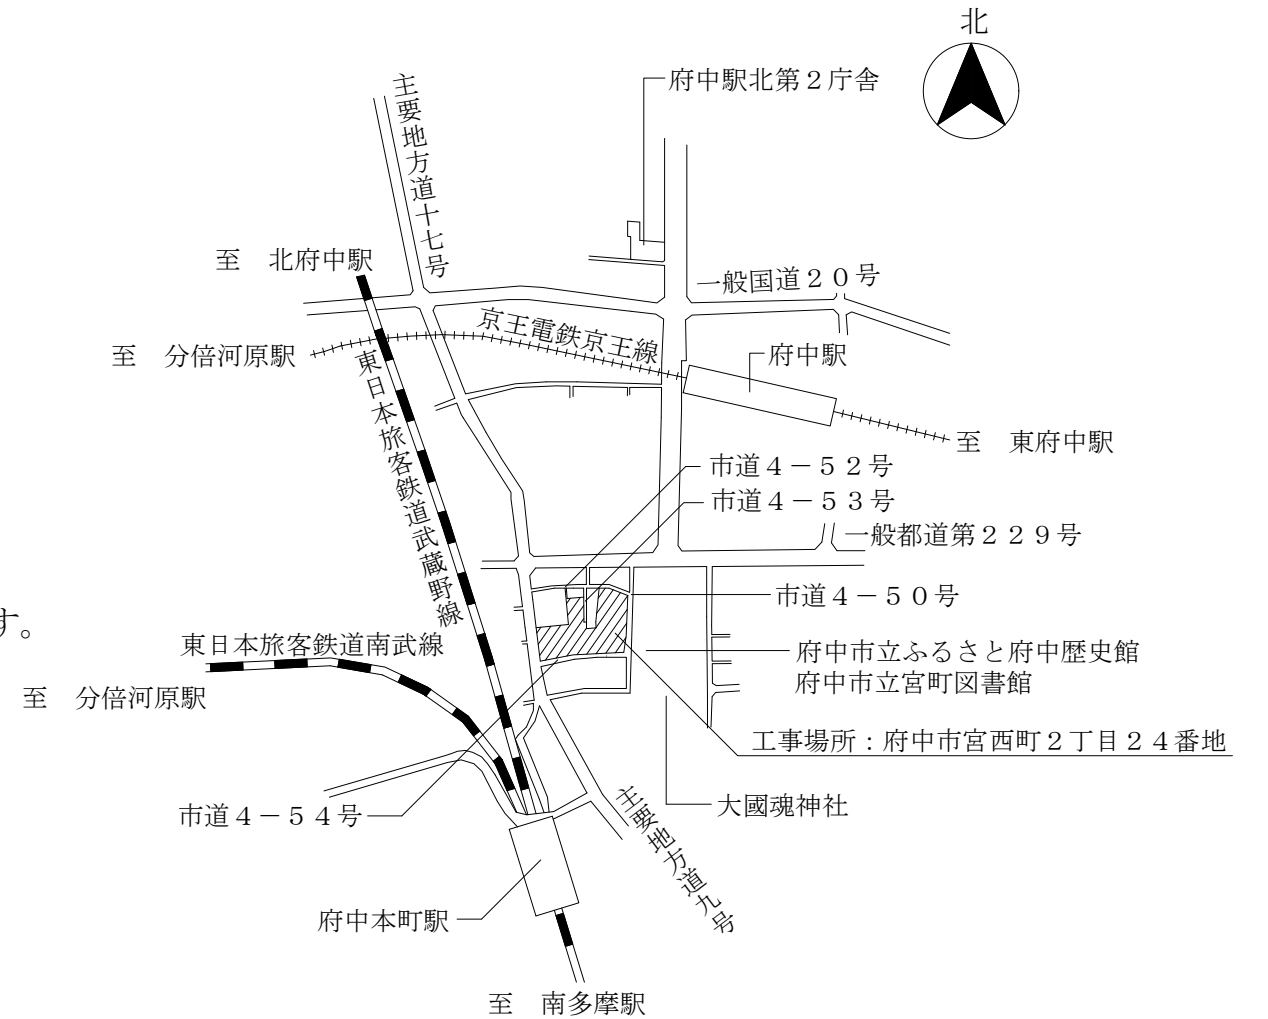 北
府中駅北第２庁舎
主要地方道十七号
至　北府中駅
一般国道２０号
京王電鉄京王線
至　分倍河原駅
府中駅
東日本旅客鉄道武蔵野線
至　東府中駅
市道４－５２号
市道４－５３号
一般都道第２２９号
市道４－５０号
す。
東日本旅客鉄道南武線
府中市立ふるさと府中歴史館
府中市立宮町図書館
至　分倍河原駅
工事場所：府中市宮西町２丁目２４番地
大國魂神社
市道４－５４号
主要地方道九号
府中本町駅
至　南多摩駅